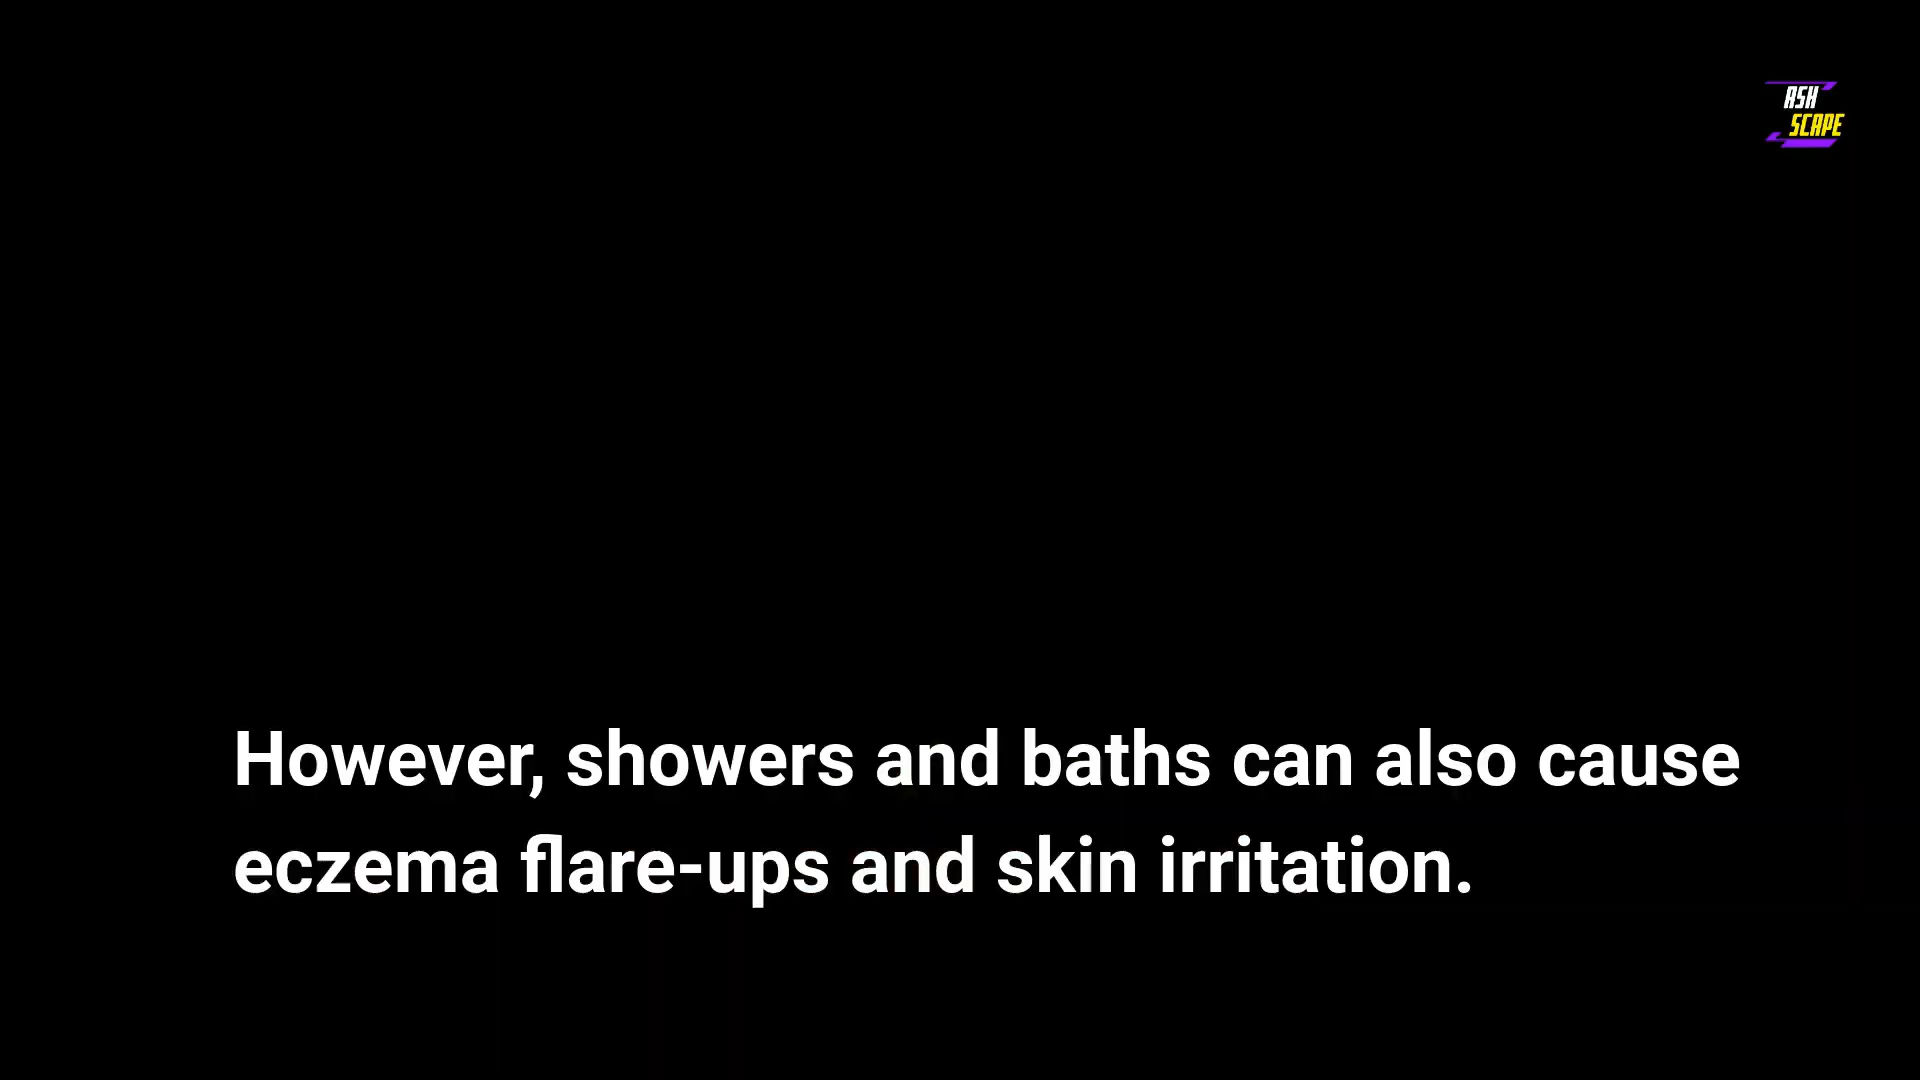 ASH
SCAPE
However, showers and baths can also cause
eczema flare-ups and skin irritation.